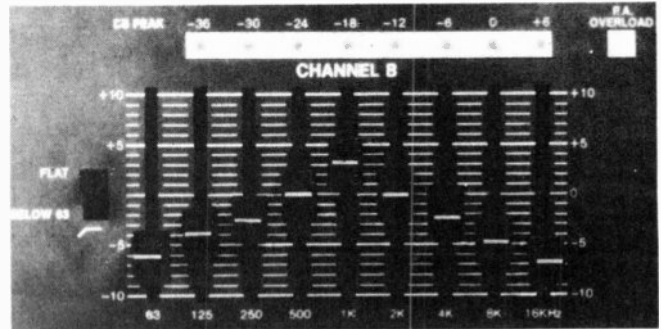 CB PEAK -36 -30 -24 -18 -12 -6 0 +6
P.A.
OVERLOAD
CHANNEL B
+10 +10
+5 +5
FLAT
0
BELOW 63
-5 -5
-10 -10
63 125 250 500 1K 2K 4K 8K 16KHz